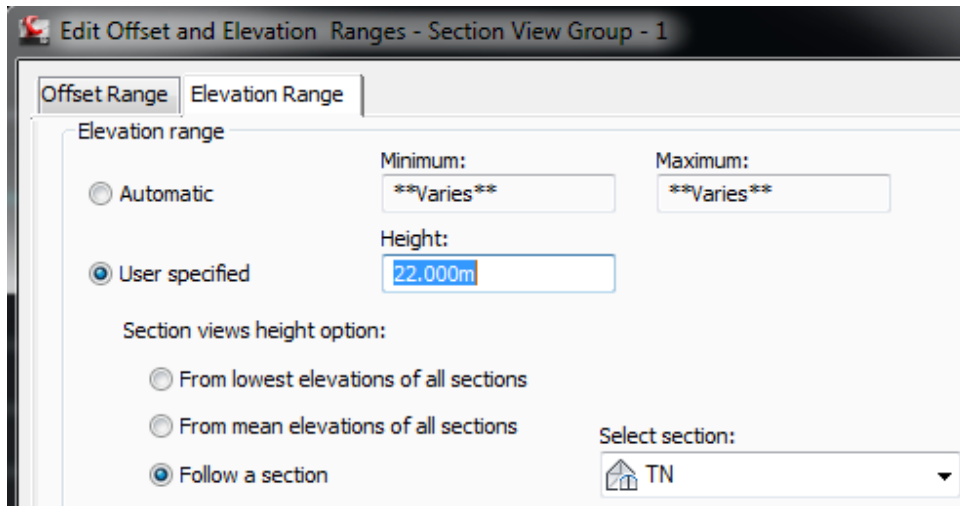 Edit Offset and Elevation  Ranges - Section View Group - 1
Offset Range Elevation Range
Elevation range
Minimum: Maximum:
Automatic **Varies** **Varies**
Height:
User specified 22.000m
Section views height option:
From lowest elevations of all sections
From mean elevations of all sections
Select section:
Follow a section TN